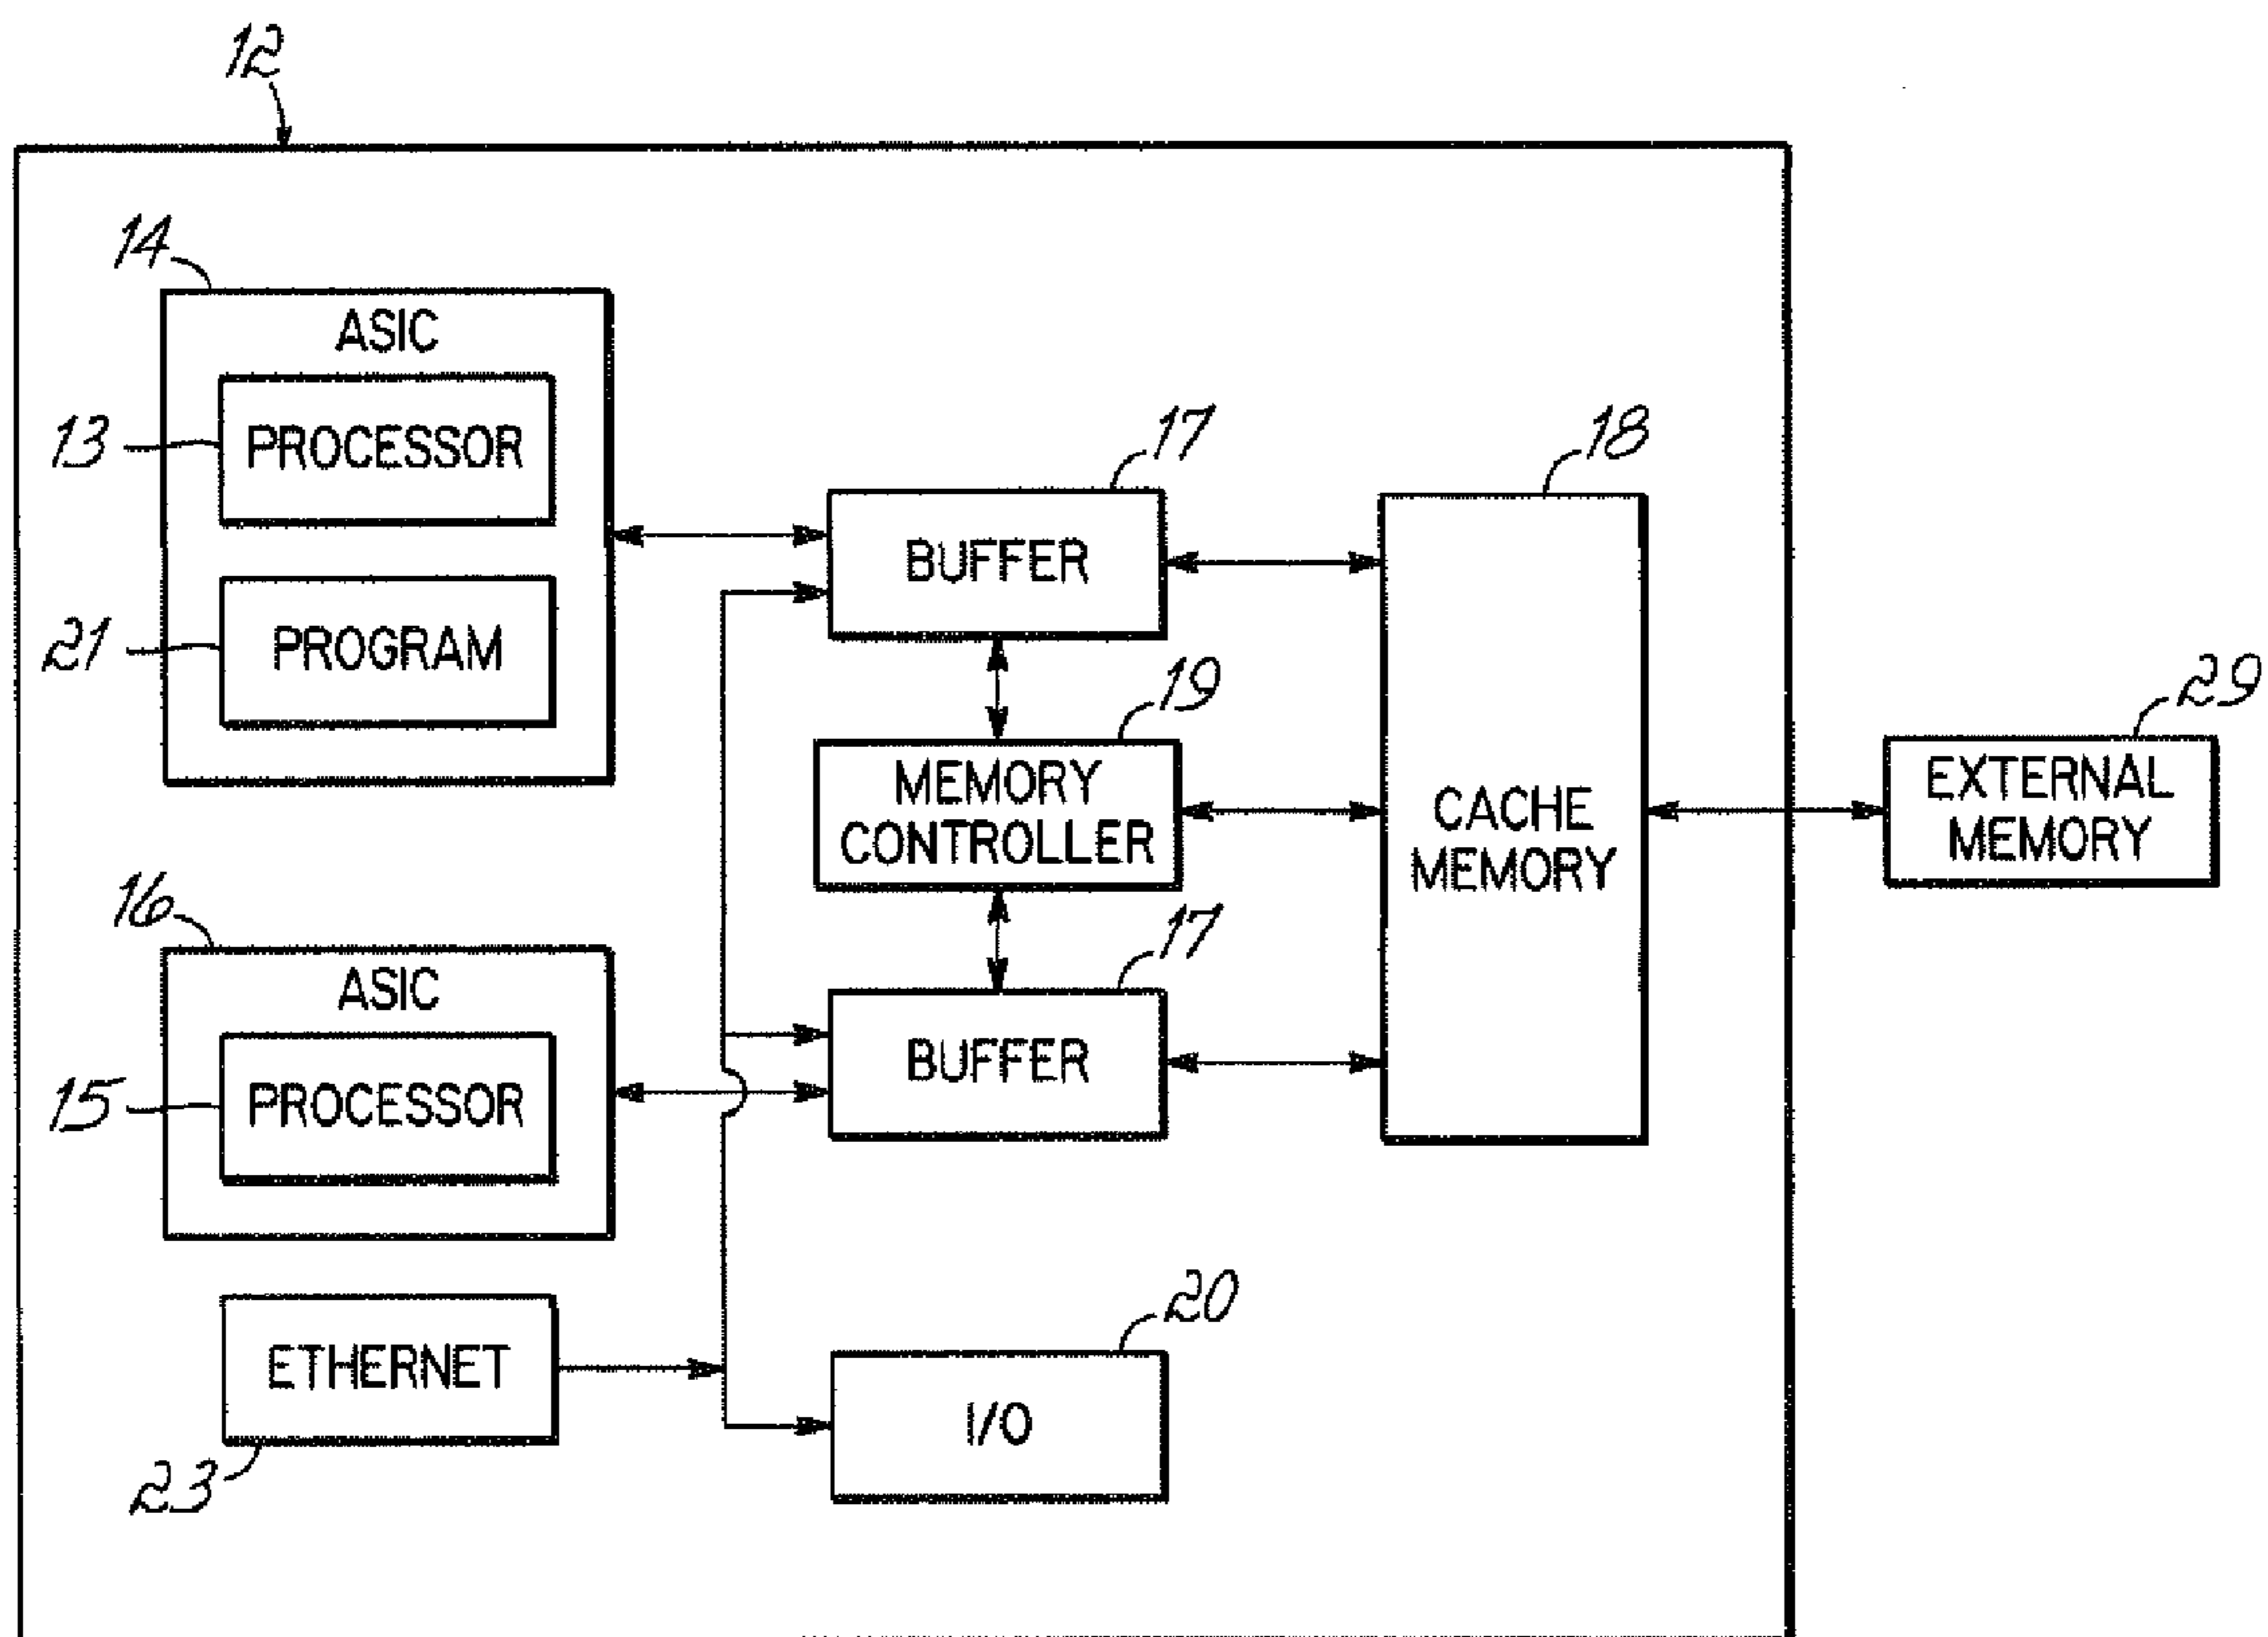 12
14
ASIC
13
PROCESSOR
21
PROGRAM
17
BUFFER
18
19
MEMORY
CONTROLLER
CACHE
MEMORY
29
EXTERNAL
MEMORY
16
ASIC
15
PROCESSOR
17
BUFFER
ETHERNET
23
20
I/O